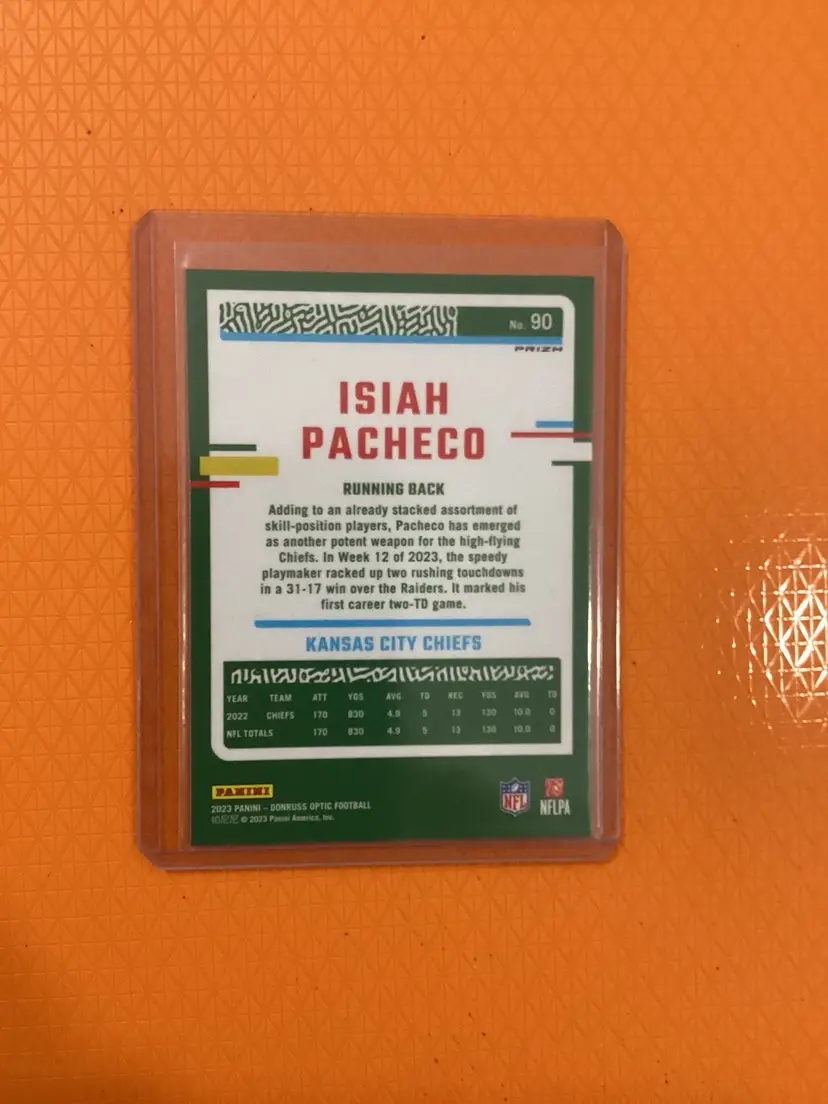 No. 90
PRIZM
ISIAH
PACHECO
RUNNING BACK
Adding to an already stacked assortment of
skill-position players, Pacheco has emerged
as another potent weapon for the high-flying
Chiefs. In Week 12 of 2023, the speedy
playmaker racked up two rushing touchdowns
in a 31-17 win over the Raiders. It marked his
first career two-TD game.
KANSAS CITY CHIEFS
YEAR TEAM ATT YDS AVG TD REC YDS AVG TD
2022 CHIEFS 170 830 4.9 5 13 130 10.0 0
NFL TOTALS 170 830 4.9 5 13 130 10.0 0
PANINI
2023 PANINI – DONRUSS OPTIC FOOTBALL
帕尼尼 © 2023 Panini America, Inc.
NFL
NFLPA